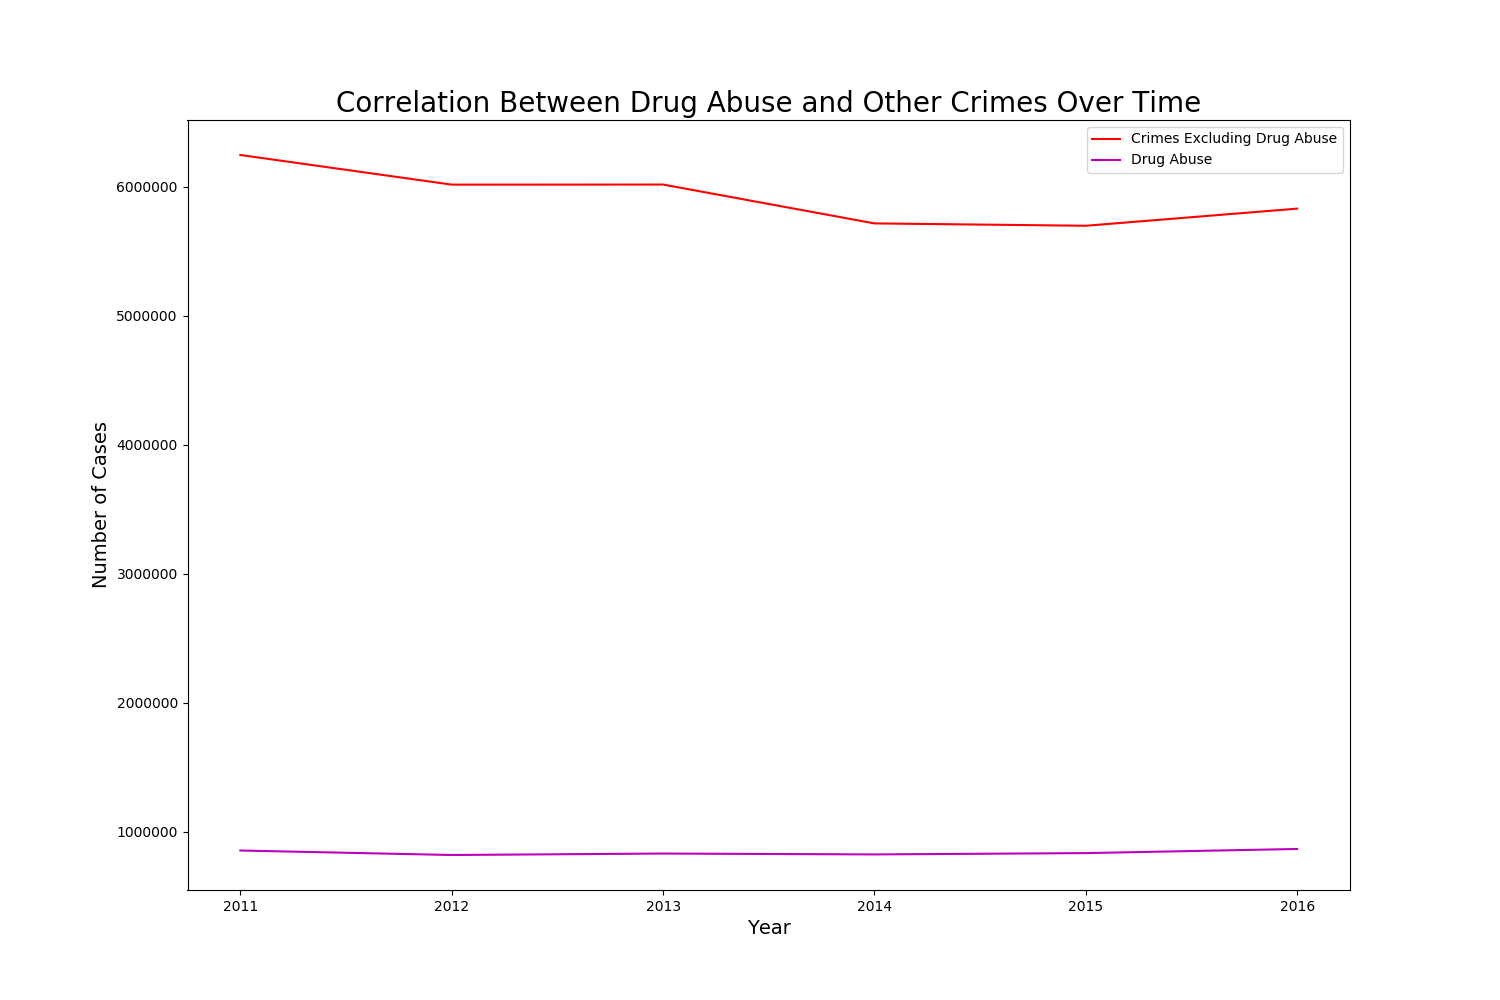 Correlation Between Drug Abuse and Other Crimes Over Time
Crimes Excluding Drug Abuse
Drug Abuse
Number of Cases
6000000
5000000
4000000
3000000
2000000
1000000
2011 2012 2013 2014 2015 2016
Year